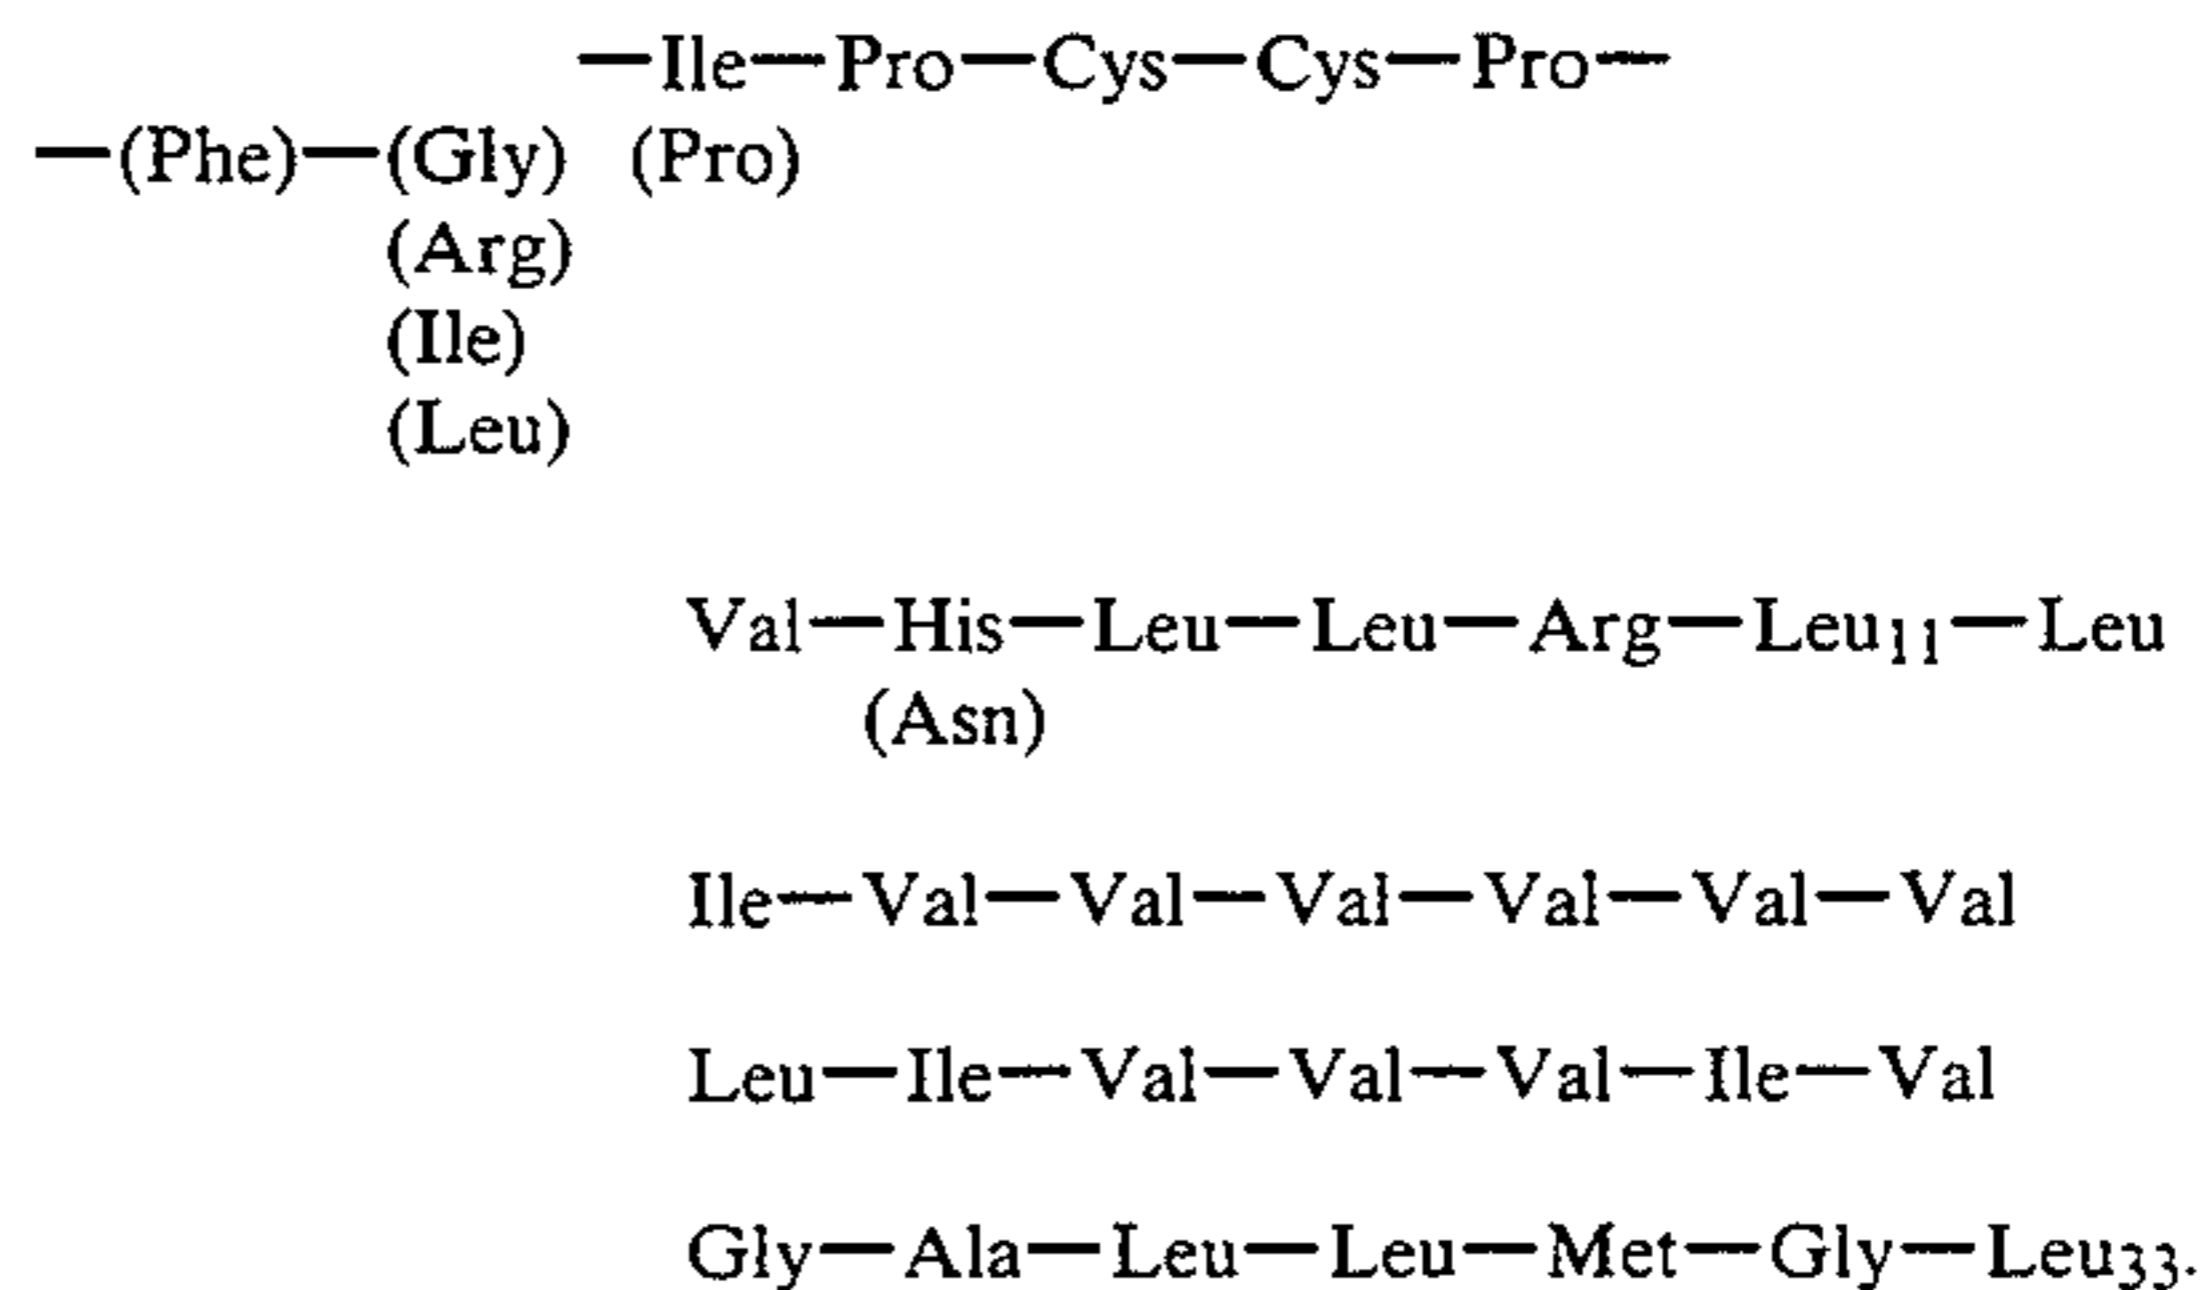 —Ile—Pro—Cys—Cys—Pro—
—(Phe)—(Gly) (Pro)
(Arg)
(Ile)
(Leu)
Val—His—Leu—Leu—Arg—Leu₁₁—Leu
(Asn)
Ile—Val—Val—Val—Val—Val—Val
Leu—Ile—Val—Val—Val—Ile—Val
Gly—Ala—Leu—Leu—Met—Gly—Leu₃₃.